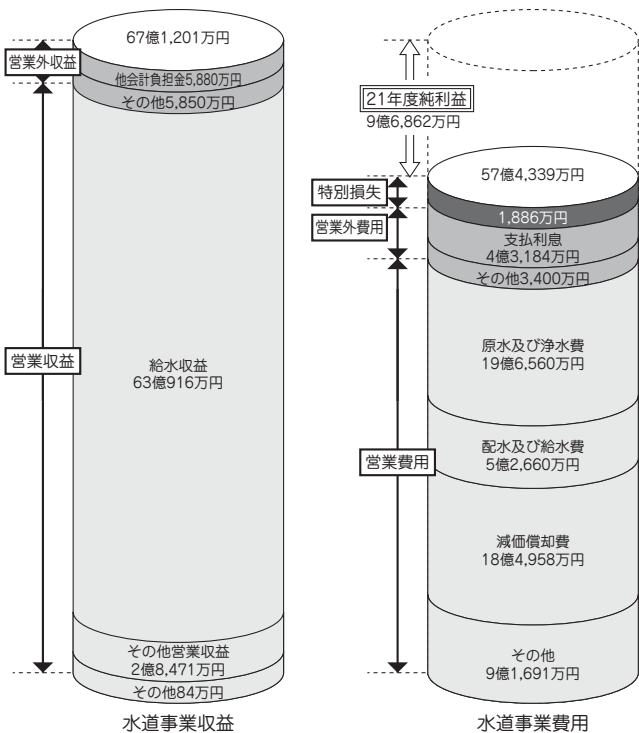 67億1,201万円
営業外収益
他会計負担金5,880万円
その他5,850万円
営業収益
給水収益
63億916万円
その他営業収益
2億8,471万円
その他84万円
水道事業収益
21年度純利益
9億6,862万円
57億4,339万円
特別損失
1,886万円
営業外費用
支払利息
4億3,184万円
その他3,400万円
原水及び浄水費
19億6,560万円
配水及び給水費
5億2,660万円
営業費用
減価償却費
18億4,958万円
その他
9億1,691万円
水道事業費用